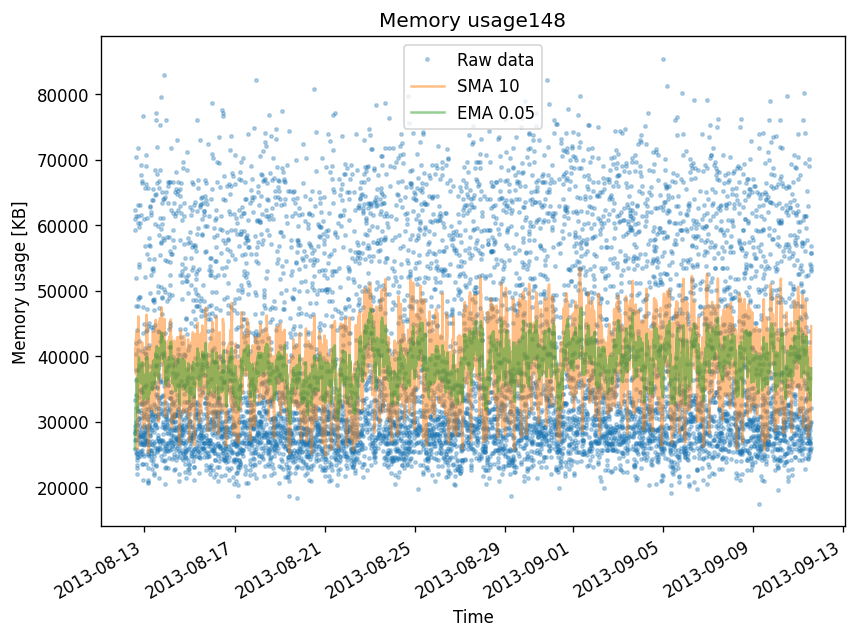 Memory usage148
Raw data
SMA 10
EMA 0.05
Memory usage [KB]
80000
70000
60000
50000
40000
30000
20000
2013-08-13
2013-08-17
2013-08-21
2013-08-25
2013-08-29
2013-09-01
2013-09-05
2013-09-09
2013-09-13
Time